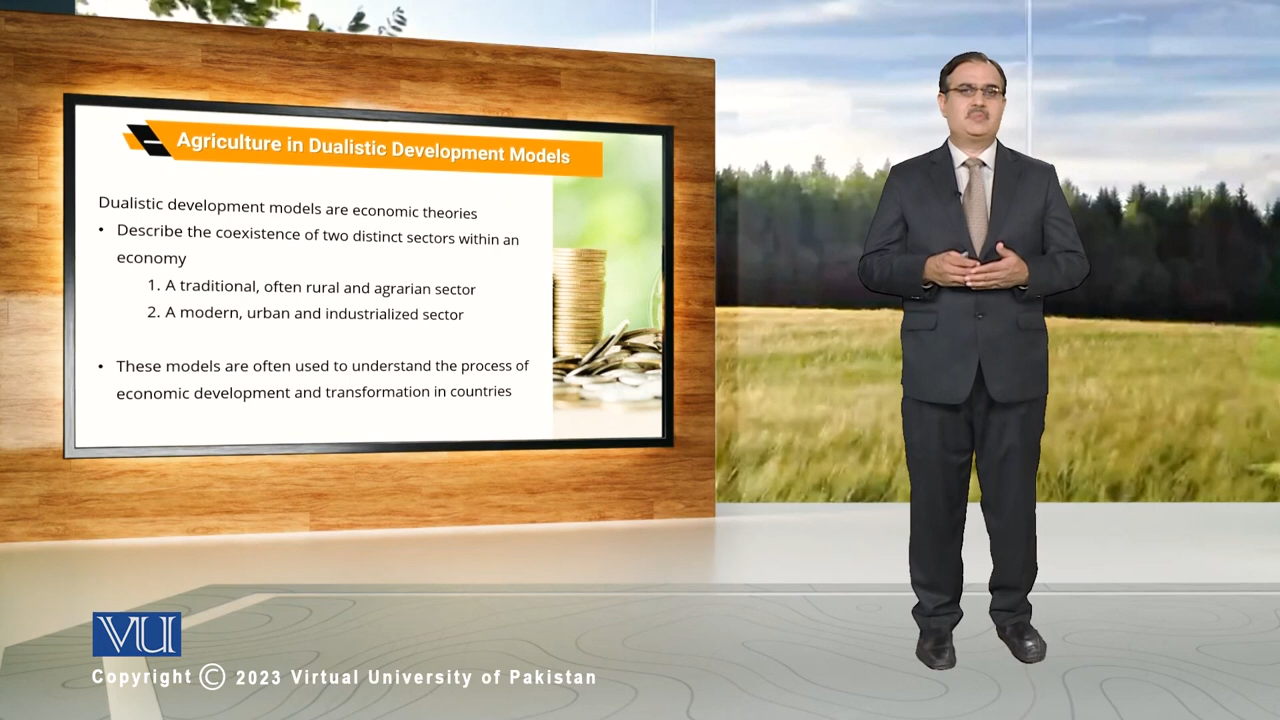 Agriculture in Dualistic Development Models
Dualistic development models are economic theories
• Describe the coexistence of two distinct sectors within an
economy
1. A traditional, often rural and agrarian sector
2. A modern, urban and industrialized sector
• These models are often used to understand the process of
economic development and transformation in countries
VU
Copyright © 2023 Virtual University of Pakistan